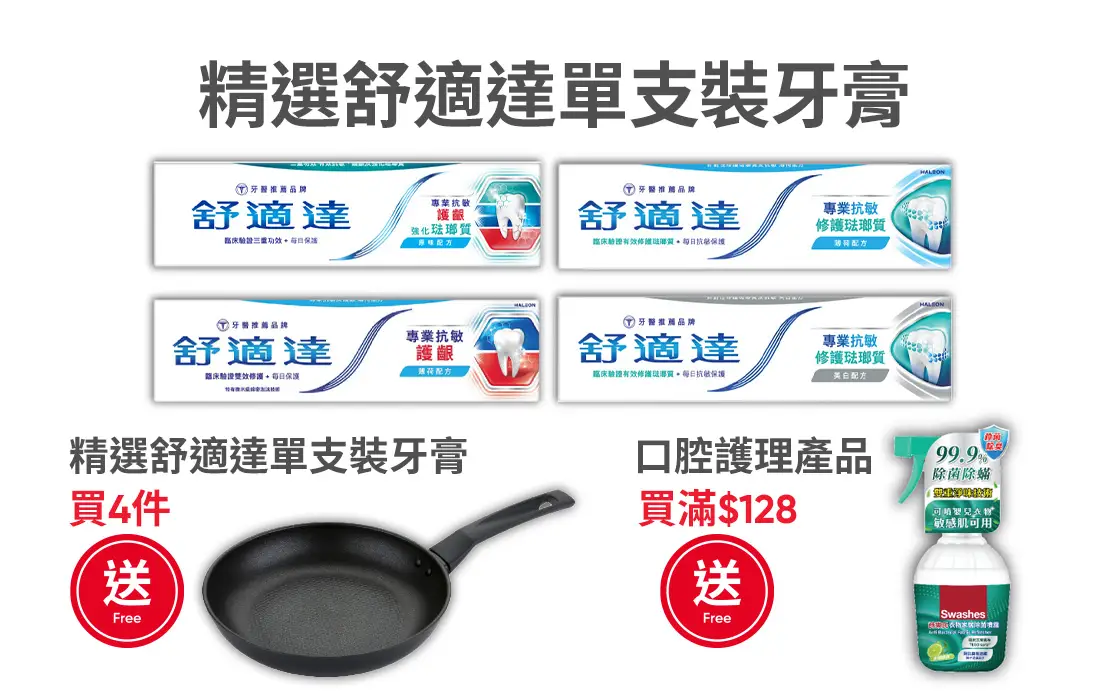 精選舒適達單支裝牙膏
牙醫推薦品牌
舒適達
臨床驗證三重功效 + 每日保護
專業抗敏
護齦
強化琺瑯質
原味配方
HALEON
牙醫推薦品牌
舒適達
臨床驗證有效修護琺瑯質 + 每日抗敏保護
專業抗敏
修護琺瑯質
薄荷配方
HALEON
牙醫推薦品牌
舒適達
臨床驗證雙效修護 + 每日保護
專業抗敏
護齦
薄荷配方
HALEON
牙醫推薦品牌
舒適達
臨床驗證有效修護琺瑯質 + 每日抗敏保護
專業抗敏
修護琺瑯質
美白配方
精選舒適達單支裝牙膏
買4件
送
Free
口腔護理產品
買滿$128
送
Free
99.9%
除菌除蟎
雙重淨味技術
可噴嬰兒衣物
敏感肌可用
Swashes